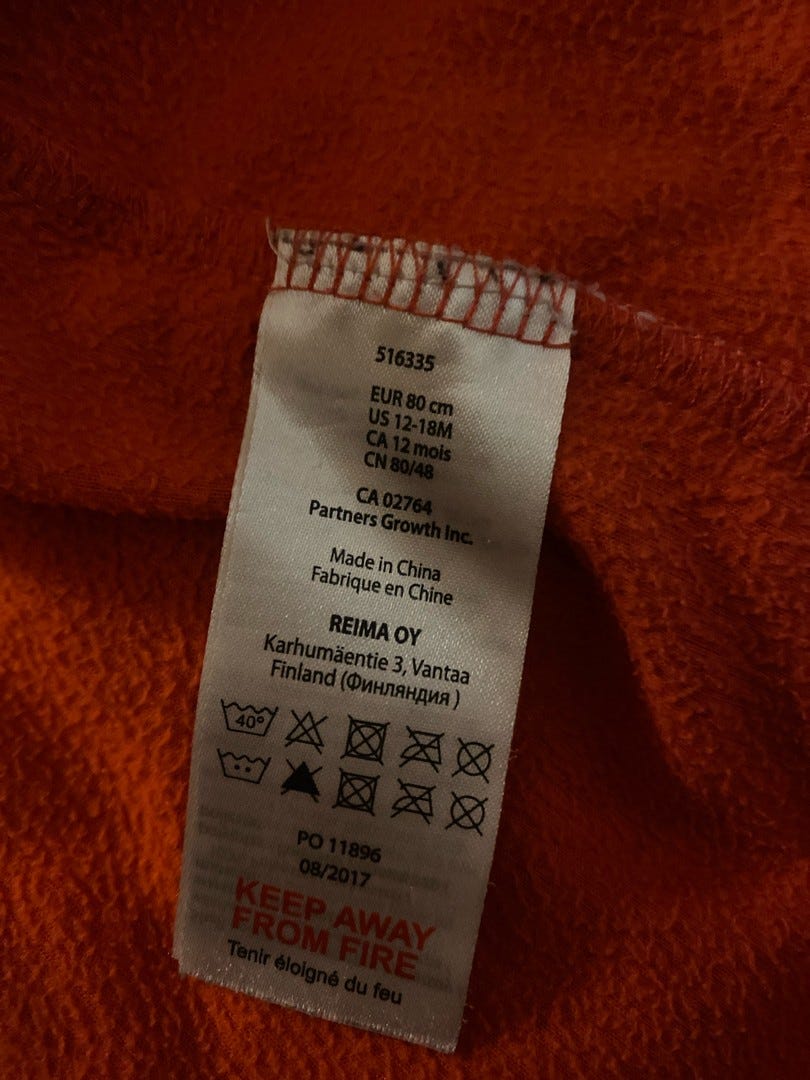 516335
EUR 80 cm
US 12-18M
CA 12 mois
CN 80/48
CA 02764
Partners Growth Inc.
Made in China
Fabrique en Chine
REIMA OY
Karhumäentie 3, Vantaa
Finland (Финляндия )
40°
PO 11896
08/2017
KEEP AWAY
FROM FIRE
Tenir éloigné du feu